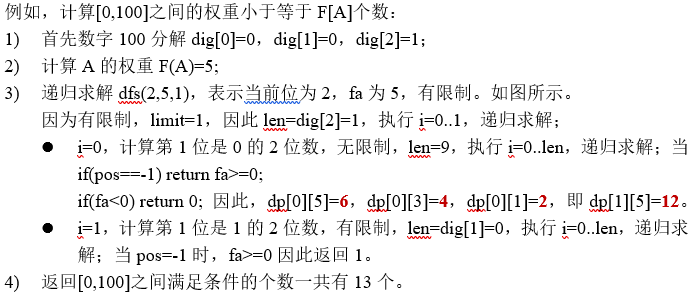 例如，计算[0,100]之间的权重小于等于 F[A]个数：
1) 首先数字 100 分解 dig[0]=0，dig[1]=0，dig[2]=1；
2) 计算 A 的权重 F(A)=5;
3) 递归求解 dfs(2,5,1)，表示当前位为 2，fa 为 5，有限制。如图所示。
因为有限制，limit=1，因此 len=dig[2]=1，执行 i=0..1，递归求解；
● i=0，计算第 1 位是 0 的 2 位数，无限制，len=9，执行 i=0..len，递归求解；当
if(pos==-1) return fa>=0;
if(fa<0) return 0; 因此，dp[0][5]=6，dp[0][3]=4，dp[0][1]=2，即 dp[1][5]=12。
● i=1，计算第 1 位是 1 的 2 位数，有限制，len=dig[1]=0，执行 i=0..len，递归求
解；当 pos=-1 时，fa>=0 因此返回 1。
4) 返回[0,100]之间满足条件的个数一共有 13 个。